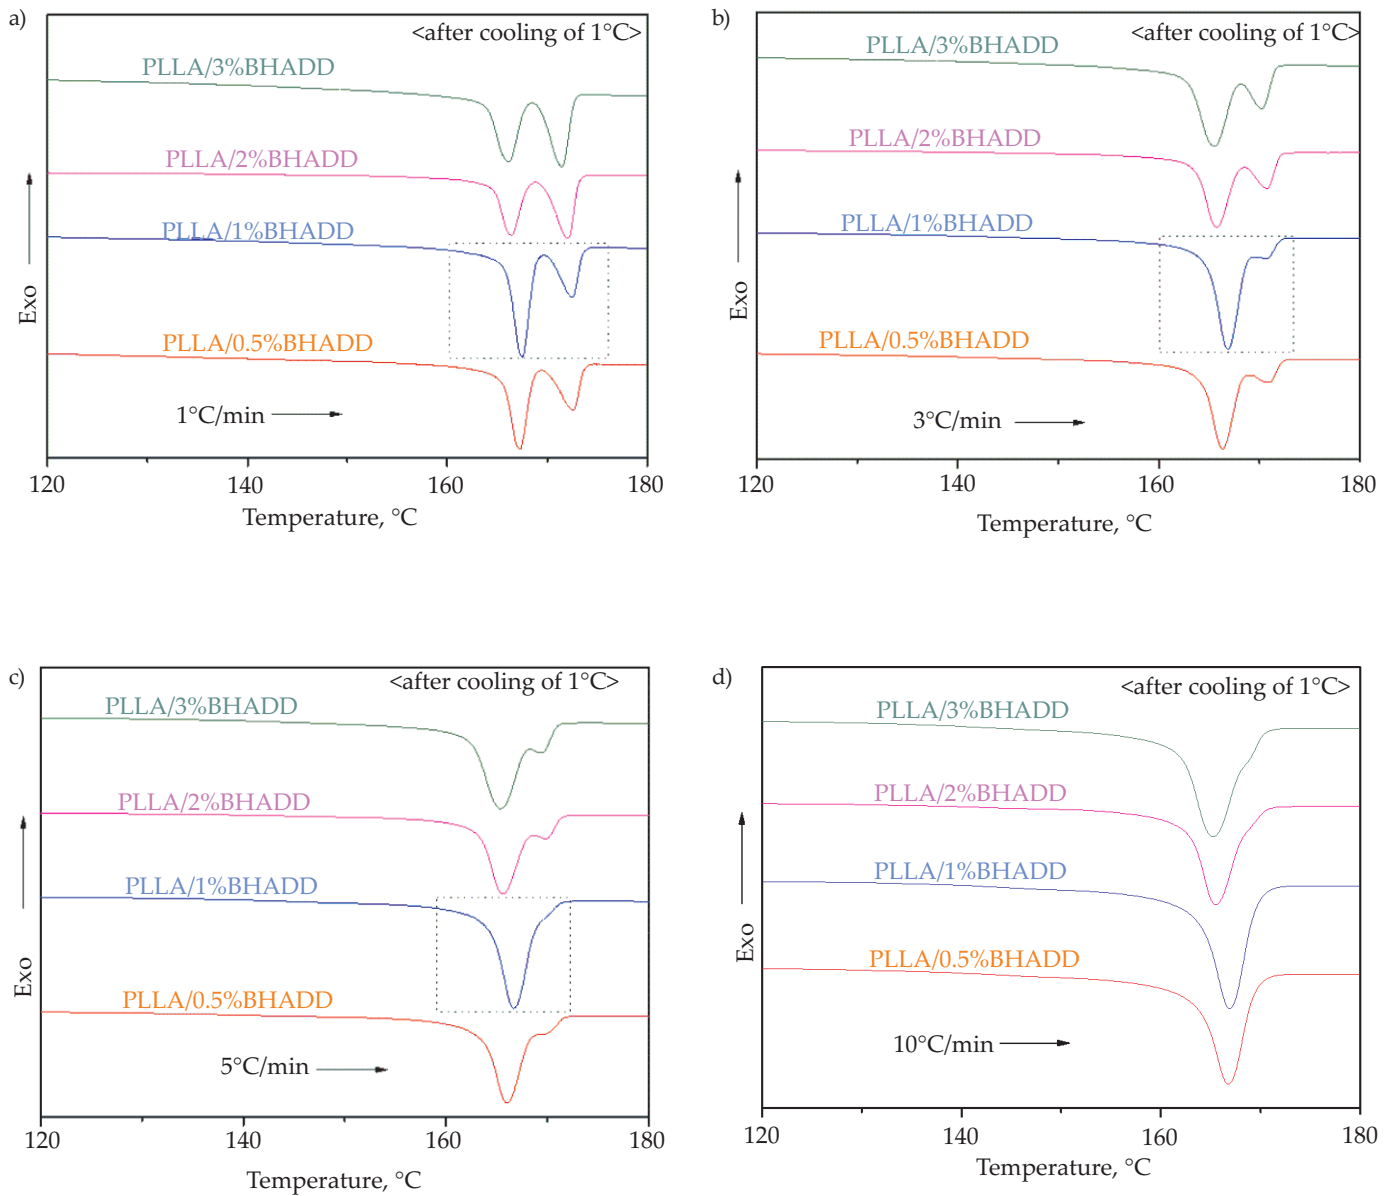 a)
<after cooling of 1°C>
PLLA/3%BHADD
PLLA/2%BHADD
PLLA/1%BHADD
PLLA/0.5%BHADD
1°C/min
Exo
120 140 160 180
Temperature, °C
b)
<after cooling of 1°C>
PLLA/3%BHADD
PLLA/2%BHADD
PLLA/1%BHADD
PLLA/0.5%BHADD
3°C/min
Exo
120 140 160 180
Temperature, °C
c)
<after cooling of 1°C>
PLLA/3%BHADD
PLLA/2%BHADD
PLLA/1%BHADD
PLLA/0.5%BHADD
5°C/min
Exo
120 140 160 180
Temperature, °C
d)
<after cooling of 1°C>
PLLA/3%BHADD
PLLA/2%BHADD
PLLA/1%BHADD
PLLA/0.5%BHADD
10°C/min
Exo
120 140 160 180
Temperature, °C